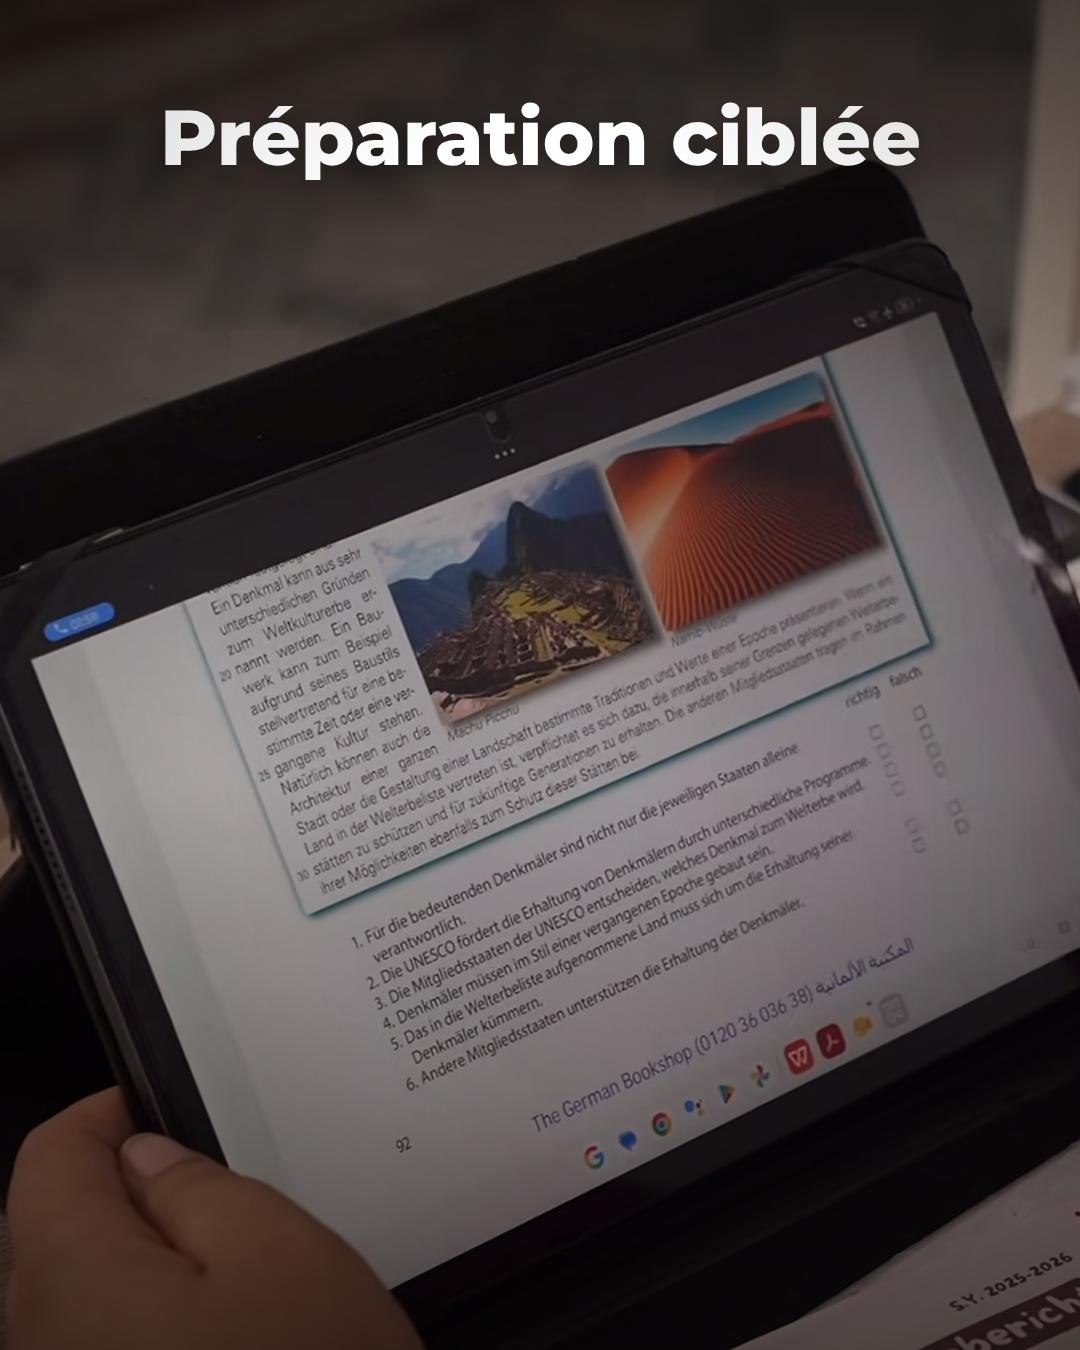 Préparation ciblée
01:59
Ein Denkmal kann aus sehr
unterschiedlichen Gründen
zum Weltkulturerbe er-
20 nannt werden. Ein Bau-
werk kann zum Beispiel
aufgrund seines Baustils
stellvertretend für eine be-
stimmte Zeit oder eine ver-
25 gangene Kultur stehen.
Natürlich können auch die
Architektur einer ganzen
Stadt oder die Gestaltung einer Landschaft bestimmte Traditionen und Werte einer Epoche präsentieren. Wenn ein
Land in der Welterbeliste vertreten ist, verpflichtet es sich dazu, die innerhalb seiner Grenzen gelegenen Welterbe-
30 stätten zu schützen und für zukünftige Generationen zu erhalten. Die anderen Mitgliedsstaaten tragen im Rahmen
ihrer Möglichkeiten ebenfalls zum Schutz dieser Stätten bei.
Machu Picchu
Namib-Wüste
richtig falsch
1. Für die bedeutenden Denkmäler sind nicht nur die jeweiligen Staaten alleine
verantwortlich.
2. Die UNESCO fördert die Erhaltung von Denkmälern durch unterschiedliche Programme.
3. Die Mitgliedsstaaten der UNESCO entscheiden, welches Denkmal zum Welterbe wird.
4. Denkmäler müssen im Stil einer vergangenen Epoche gebaut sein.
5. Das in die Welterbeliste aufgenommene Land muss sich um die Erhaltung seiner
Denkmäler kümmern.
6. Andere Mitgliedsstaaten unterstützen die Erhaltung der Denkmäler.
92
The German Bookshop (0120 36 036 38) المكتبة الألمانية
S.Y. 2025-2026